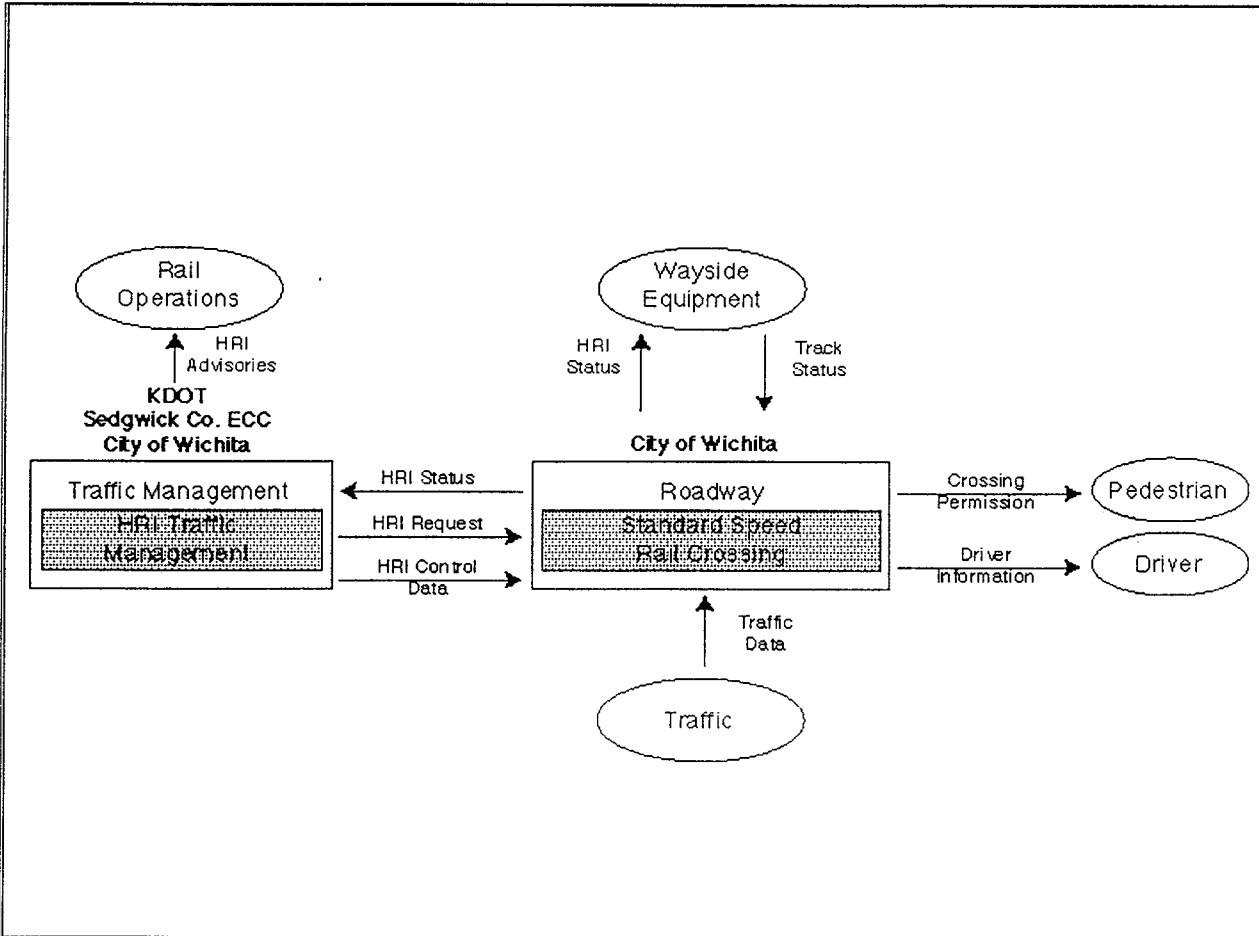 Rail
Operations
HRI
Advisories
KDOT
Sedgwick Co. ECC
City of Wichita
Traffic Management
HRI Traffic
Management
HRI Status
HRI Request
HRI Control
Data
Wayside
Equipment
HRI
Status
Track
Status
City of Wichita
Roadway
Standard Speed
Rail Crossing
Crossing
Permission
Pedestrian
Driver
Information
Driver
Traffic
Data
Traffic